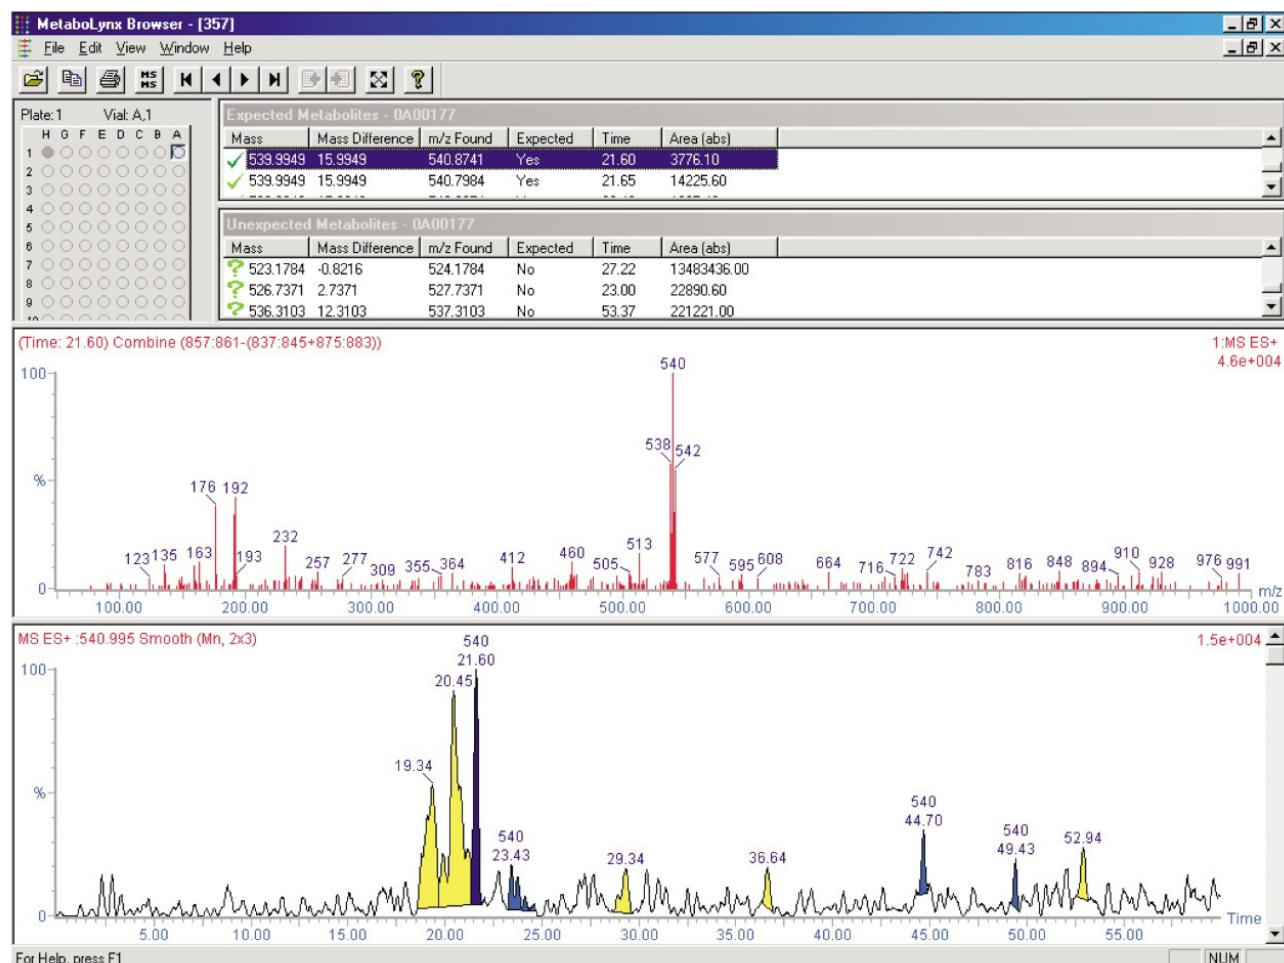 MetaboLynx Browser - [357]
File Edit View Window Help
MS
MS
Plate:1 Vial: A,1
H G F E D C B A
1
2
3
4
5
6
7
8
9
10
Expected Metabolites - 0A00177
Mass Mass Difference m/z Found Expected Time Area (abs)
539.9949 15.9949 540.8741 Yes 21.60 3776.10
539.9949 15.9949 540.7984 Yes 21.65 14225.60
Unexpected Metabolites - 0A00177
Mass Mass Difference m/z Found Expected Time Area (abs)
523.1784 -0.8216 524.1784 No 27.22 13483436.00
526.7371 2.7371 527.7371 No 23.00 22890.60
536.3103 12.3103 537.3103 No 53.37 221221.00
(Time: 21.60) Combine (857:861-(837:845+875:883)) 1:MS ES+
4.6e+004
100
540
538 542
%
176 192
232
123 135 163 193 257 277 309 355 364 412 460 505 513 577 595 608 664 716 722 742 783 816 848 894 910 928 976 991
0
100.00 200.00 300.00 400.00 500.00 600.00 700.00 800.00 900.00 1000.00 m/z
MS ES+ :540.995 Smooth (Mn, 2x3) 1.5e+004
100
540
21.60
20.45
19.34
%
540
23.43
29.34
36.64
540
44.70
540
49.43
52.94
0
Time
5.00 10.00 15.00 20.00 25.00 30.00 35.00 40.00 45.00 50.00 55.00
For Help, press F1 NUM